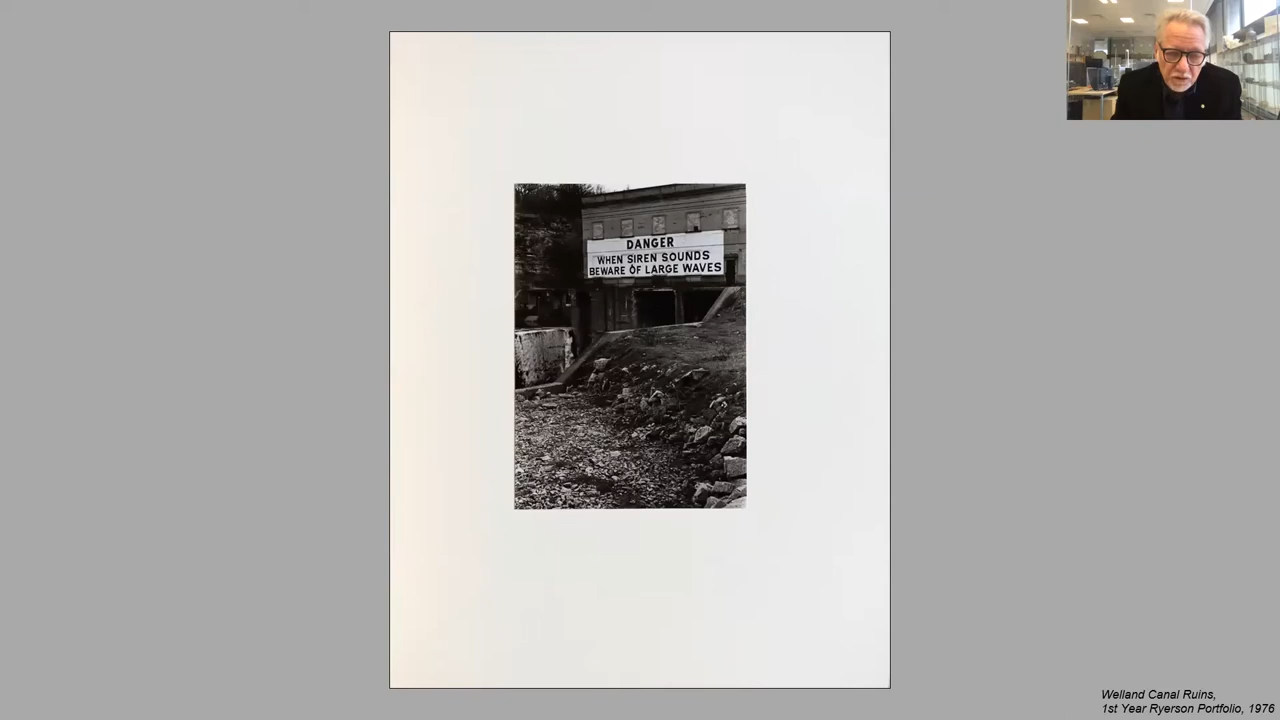 DANGER
WHEN SIREN SOUNDS
BEWARE OF LARGE WAVES
Welland Canal Ruins,
1st Year Ryerson Portfolio, 1976